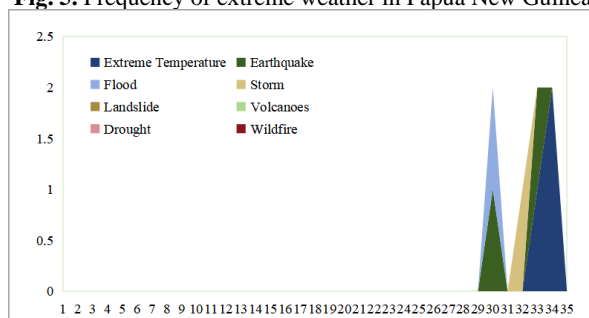 Fig. 5. Frequency of extreme weather in Papua New Guinea
2.5
Extreme Temperature Earthquake
2
Flood Storm
Landslide Volcanoes
1.5
Drought Wildfire
1
0.5
0
1 2 3 4 5 6 7 8 9 10 11 12 13 14 15 16 17 18 19 20 21 22 23 24 25 26 27 28 29 30 31 32 33 34 35